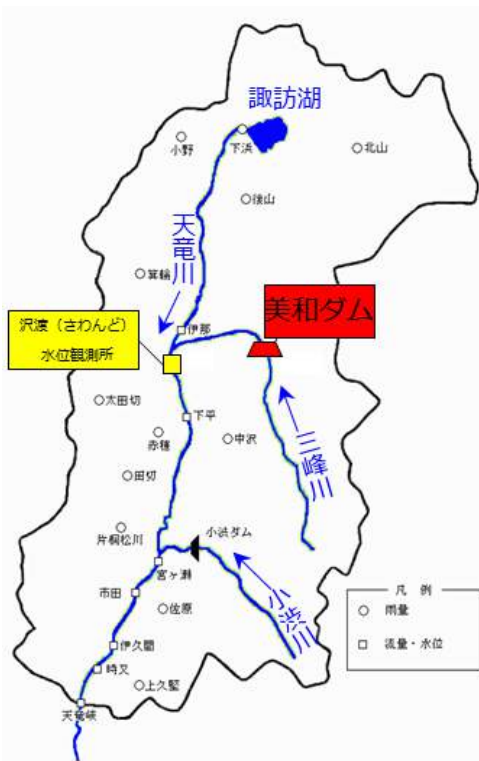 諏訪湖
下浜
小野
北山
後山
天竜川
箕輪
美和ダム
沢渡（さわんど）
水位観測所
伊那
太田切
下平
赤穂
中沢
三峰川
田切
片桐松川
小渋ダム
宮ヶ瀬
小渋川
市田
佐原
凡 例
雨量
流量・水位
伊久間
時又
上久堅
天竜峡